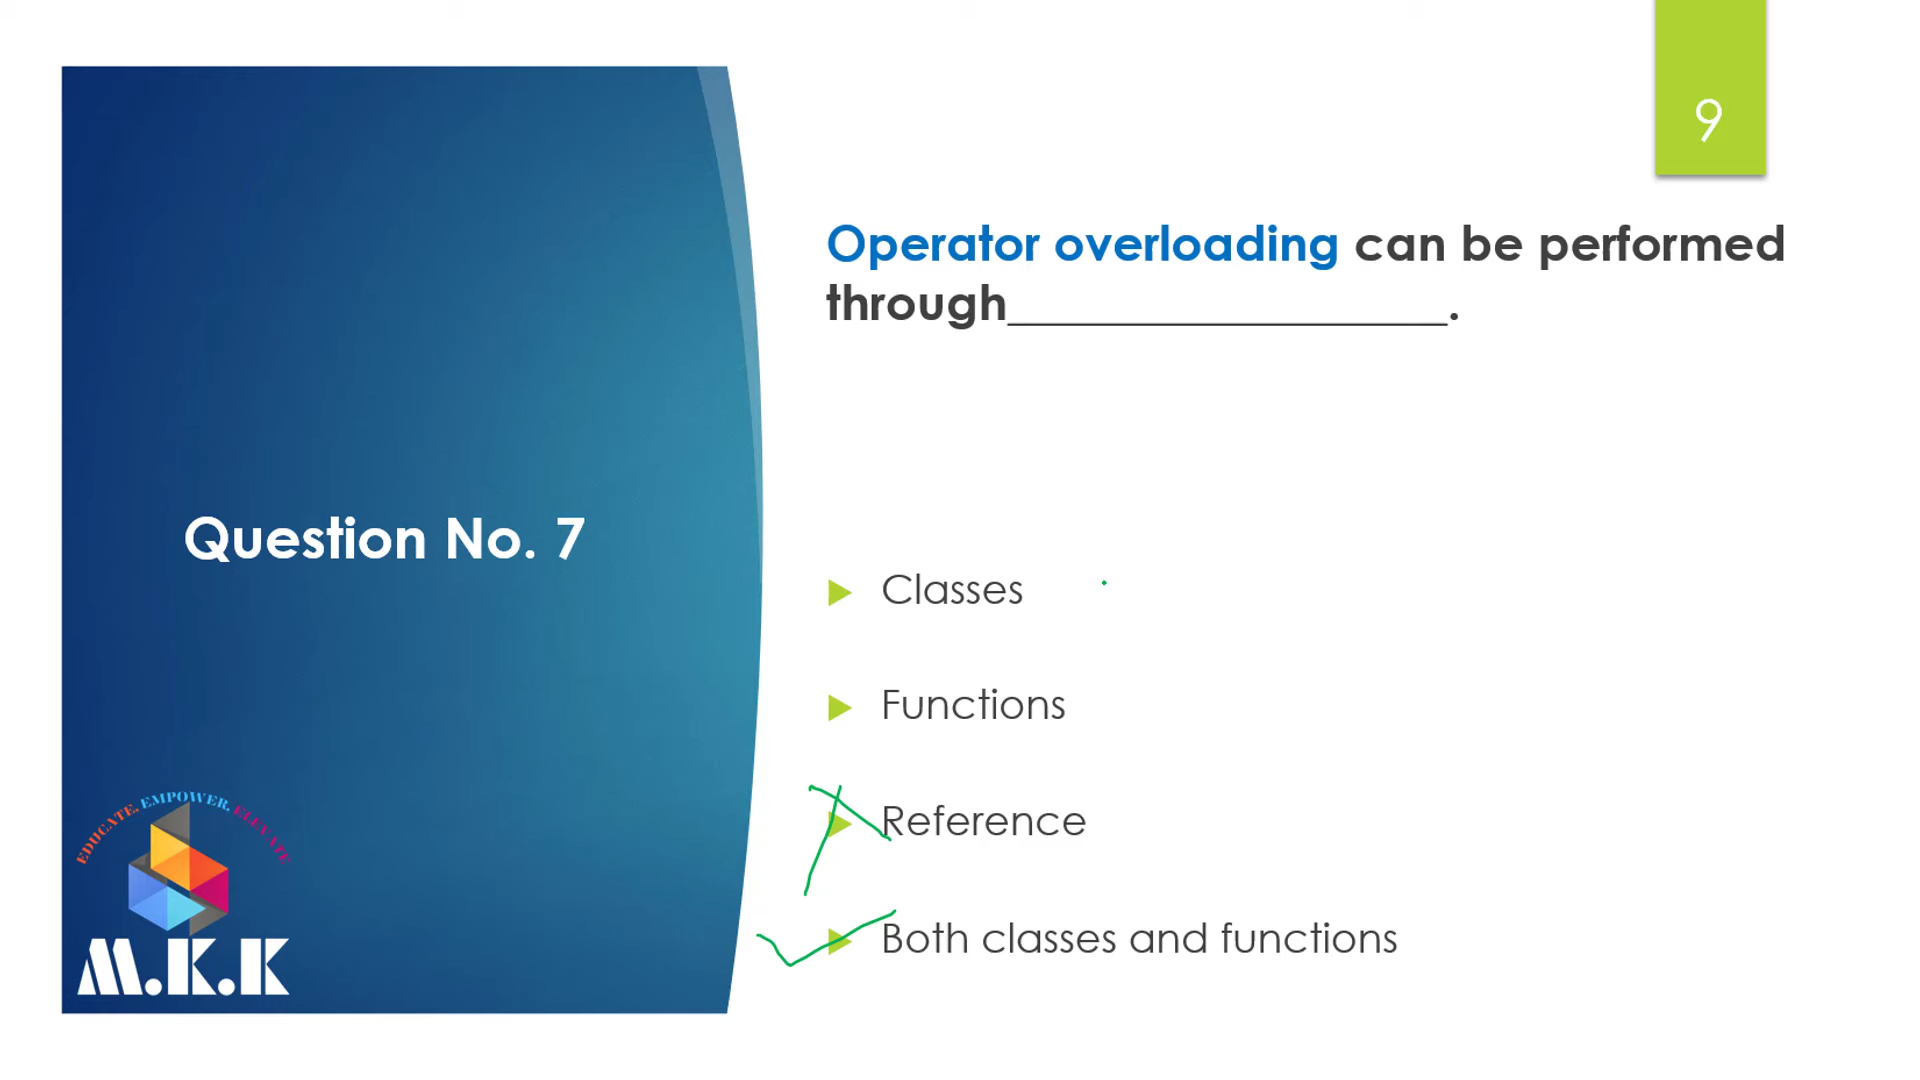 9
Operator overloading can be performed
through__________________.
Question No. 7
Classes
Functions
Reference
Both classes and functions
EDUCATE. EMPOWER. ELEVATE
M.K.K